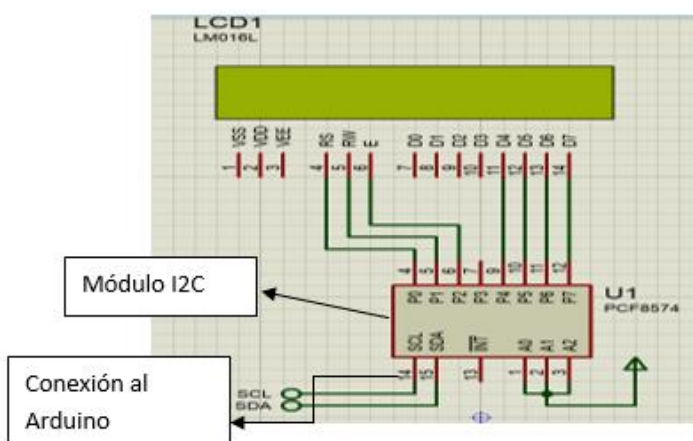 LCD1
LM016L
VSS VDD VEE RS RW E D0 D1 D2 D3 D4 D5 D6 D7
1 2 3 4 5 6 7 8 9 10 11 12 13 14
4 5 6 7 9 10 11 12
P0 P1 P2 P3 P4 P5 P6 P7
Módulo I2C
U1
PCF8574
SCL SDA INT A0 A1 A2
14 15 13 1 2 3
Conexión al
Arduino
SCL
SDA